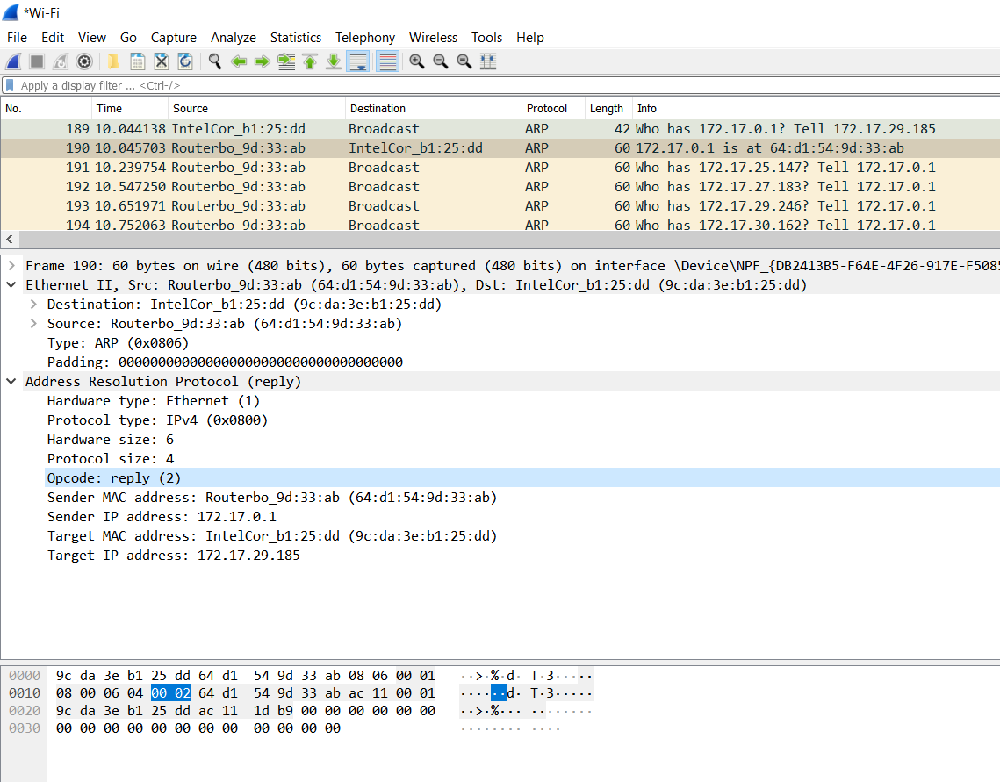 *Wi-Fi
File Edit View Go Capture Analyze Statistics Telephony Wireless Tools Help
Apply a display filter ... <Ctrl-/>
No. Time Source Destination Protocol Length Info
189 10.044138 IntelCor_b1:25:dd Broadcast ARP 42 Who has 172.17.0.1? Tell 172.17.29.185
190 10.045703 Routerbo_9d:33:ab IntelCor_b1:25:dd ARP 60 172.17.0.1 is at 64:d1:54:9d:33:ab
191 10.239754 Routerbo_9d:33:ab Broadcast ARP 60 Who has 172.17.25.147? Tell 172.17.0.1
192 10.547250 Routerbo_9d:33:ab Broadcast ARP 60 Who has 172.17.27.183? Tell 172.17.0.1
193 10.651971 Routerbo_9d:33:ab Broadcast ARP 60 Who has 172.17.29.246? Tell 172.17.0.1
194 10.752063 Routerbo_9d:33:ab Broadcast ARP 60 Who has 172.17.30.162? Tell 172.17.0.1
Frame 190: 60 bytes on wire (480 bits), 60 bytes captured (480 bits) on interface \Device\NPF_{DB2413B5-F64E-4F26-917E-F5085
Ethernet II, Src: Routerbo_9d:33:ab (64:d1:54:9d:33:ab), Dst: IntelCor_b1:25:dd (9c:da:3e:b1:25:dd)
Destination: IntelCor_b1:25:dd (9c:da:3e:b1:25:dd)
Source: Routerbo_9d:33:ab (64:d1:54:9d:33:ab)
Type: ARP (0x0806)
Padding: 000000000000000000000000000000000000
Address Resolution Protocol (reply)
Hardware type: Ethernet (1)
Protocol type: IPv4 (0x0800)
Hardware size: 6
Protocol size: 4
Opcode: reply (2)
Sender MAC address: Routerbo_9d:33:ab (64:d1:54:9d:33:ab)
Sender IP address: 172.17.0.1
Target MAC address: IntelCor_b1:25:dd (9c:da:3e:b1:25:dd)
Target IP address: 172.17.29.185
0000 9c da 3e b1 25 dd 64 d1 54 9d 33 ab 08 06 00 01 ··>·%·d· T·3·····
0010 08 00 06 04 00 02 64 d1 54 9d 33 ab ac 11 00 01 ······d· T·3·····
0020 9c da 3e b1 25 dd ac 11 1d b9 00 00 00 00 00 00 ··>·%··· ········
0030 00 00 00 00 00 00 00 00 00 00 00 00 ········ ····